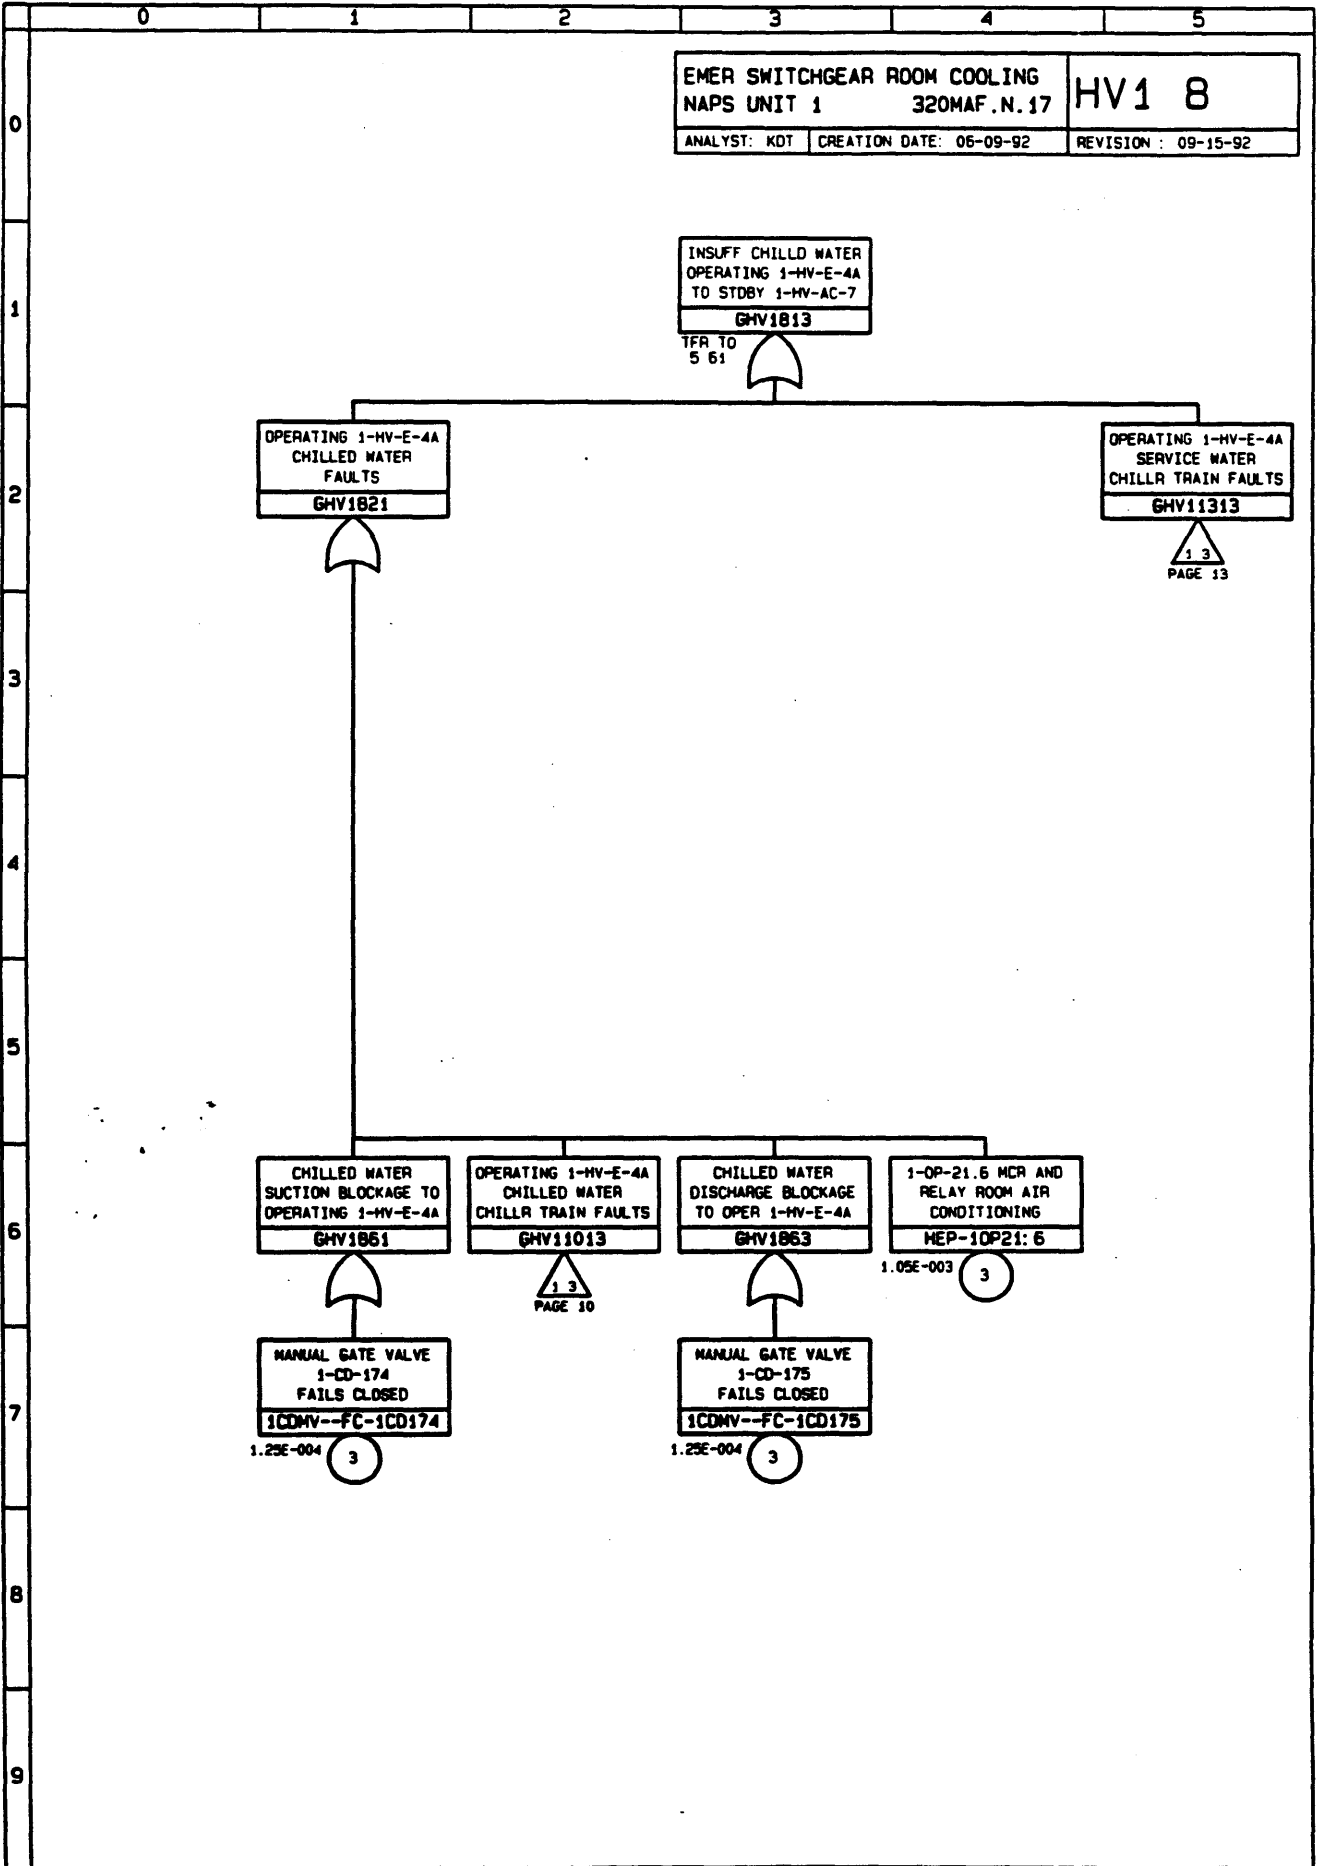 0 1 2 3 4 5
EMER SWITCHGEAR ROOM COOLING
NAPS UNIT 1 320MAF.N.17
HV1 8
ANALYST: KDT CREATION DATE: 06-09-92 REVISION : 09-15-92
0
INSUFF CHILLD WATER
OPERATING 1-HV-E-4A
TO STDBY 1-HV-AC-7
GHV1813
TFR TO
5 61
1
OPERATING 1-HV-E-4A
CHILLED WATER
FAULTS
GHV1821
OPERATING 1-HV-E-4A
SERVICE WATER
CHILLR TRAIN FAULTS
GHV11313
1 3
PAGE 13
2
3
4
5
CHILLED WATER
SUCTION BLOCKAGE TO
OPERATING 1-HV-E-4A
GHV1861
OPERATING 1-HV-E-4A
CHILLED WATER
CHILLR TRAIN FAULTS
GHV11013
1 3
PAGE 10
CHILLED WATER
DISCHARGE BLOCKAGE
TO OPER 1-HV-E-4A
GHV1863
1-OP-21.6 MCR AND
RELAY ROOM AIR
CONDITIONING
HEP-1OP21:6
1.05E-003 3
6
MANUAL GATE VALVE
1-CD-174
FAILS CLOSED
1CDMV--FC-1CD174
1.25E-004 3
MANUAL GATE VALVE
1-CD-175
FAILS CLOSED
1CDMV--FC-1CD175
1.25E-004 3
7
8
9